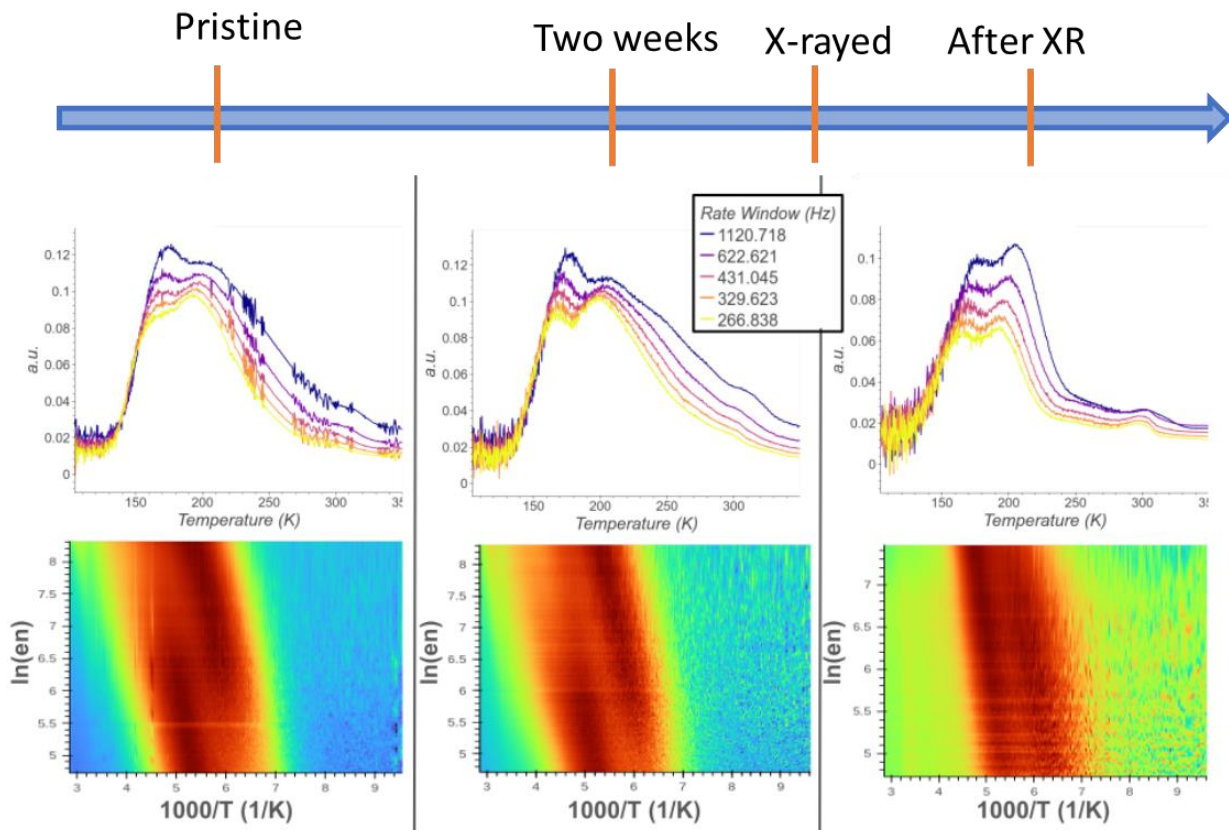 Pristine
Two weeks
X-rayed
After XR
0.12
0.1
0.08
0.06
0.04
0.02
0
a.u.
150 200 250 300 35
Temperature (K)
0.12
0.1
0.08
0.06
0.04
0.02
0
a.u.
150 200 250 300
Temperature (K)
Rate Window (Hz)
1120.718
622.621
431.045
329.623
266.838
0.1
0.08
0.06
0.04
0.02
0
a.u.
150 200 250 300 35
Temperature (K)
8
7.5
7
6.5
6
5.5
5
ln(en)
3 4 5 6 7 8 9
1000/T (1/K)
8
7.5
7
6.5
6
5.5
5
ln(en)
3 4 5 6 7 8 9
1000/T (1/K)
7
6.5
6
5.5
5
ln(en)
3 4 5 6 7 8 9
1000/T (1/K)